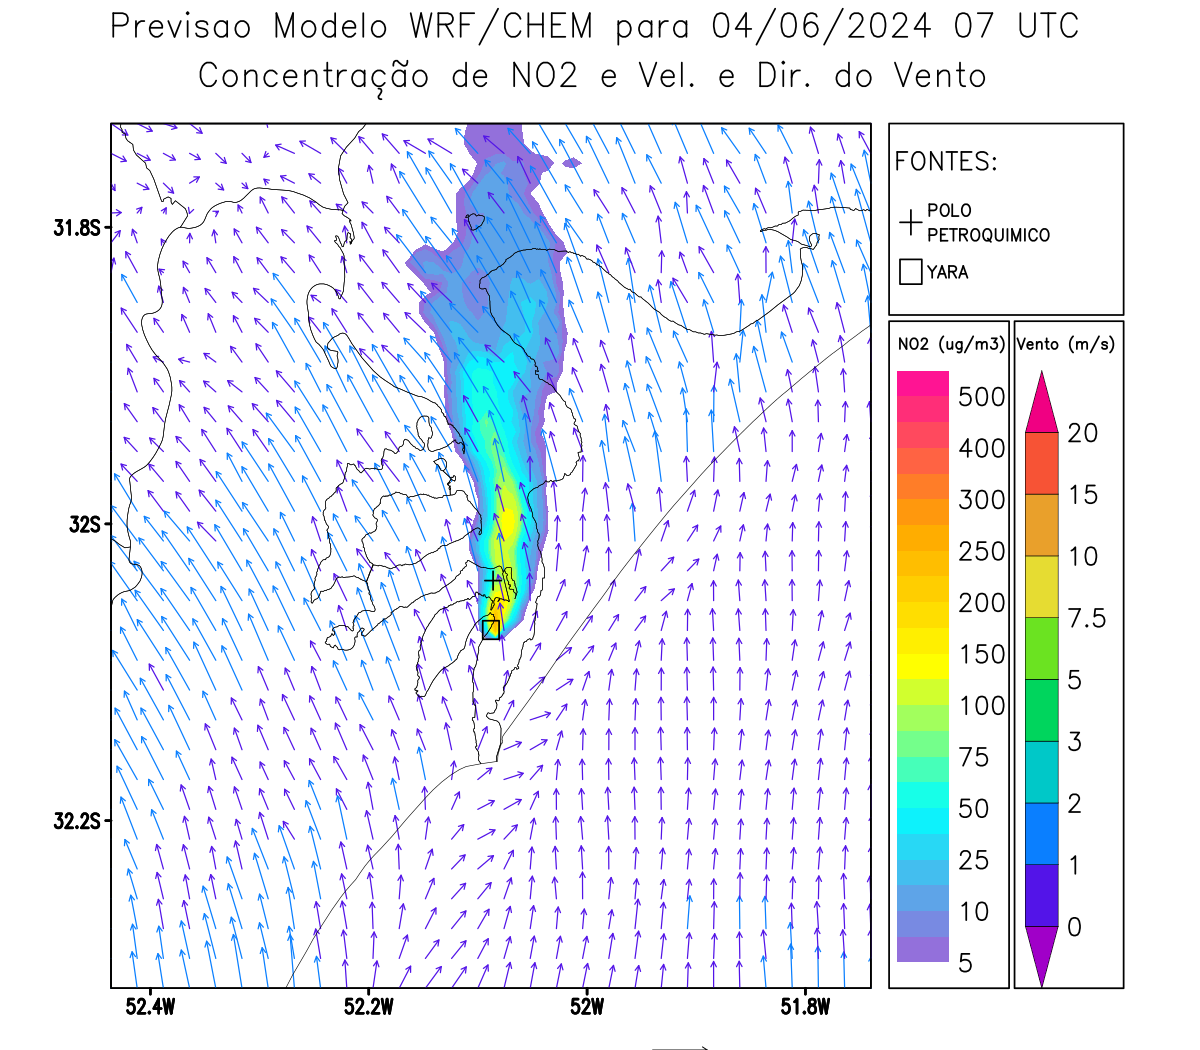 Previsao Modelo WRF/CHEM para 04/06/2024 07 UTC
Concentração de NO2 e Vel. e Dir. do Vento
FONTES:
POLO
PETROQUIMICO
YARA
NO2 (ug/m3)
500
400
300
250
200
150
100
75
50
25
10
5
Vento (m/s)
20
15
10
7.5
5
3
2
1
0
31.8S
32S
32.2S
52.4W 52.2W 52W 51.8W